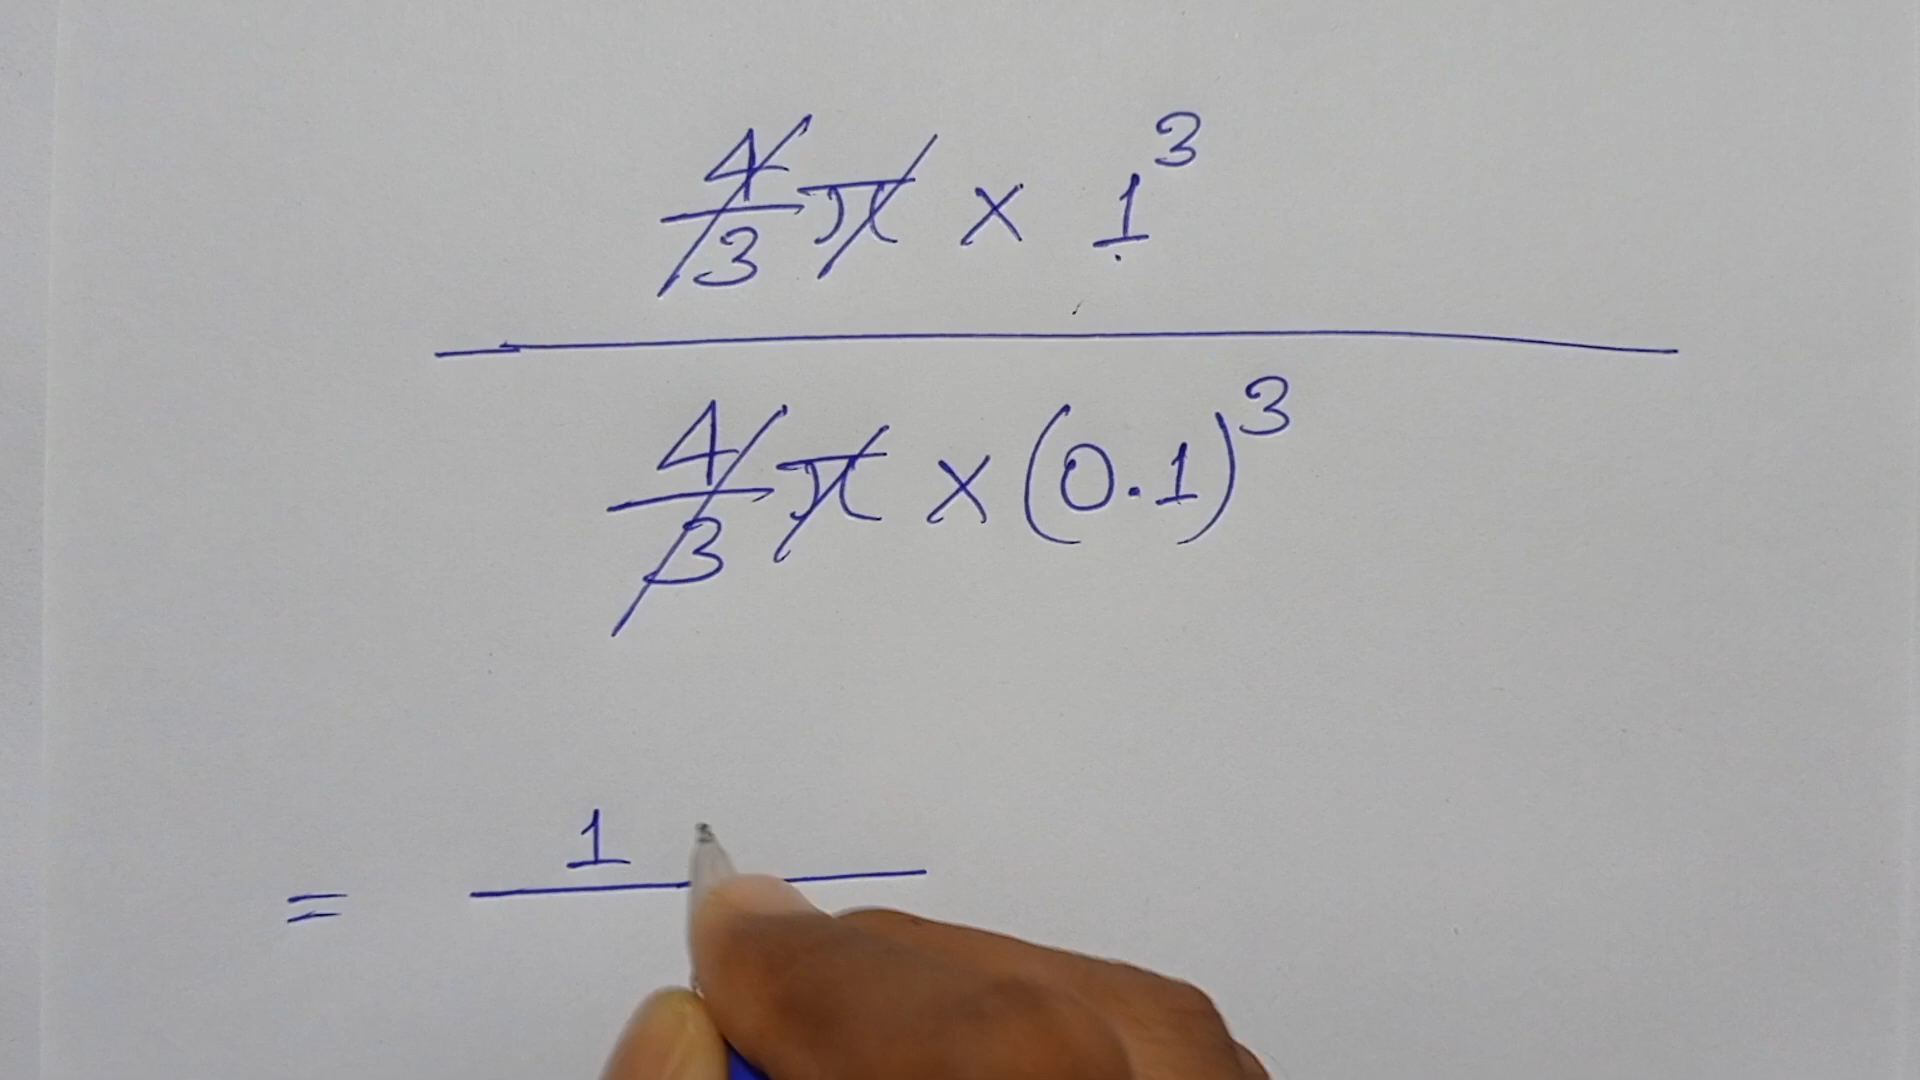 4/3 π × 1³
4/3 π × (0.1)³
= 1